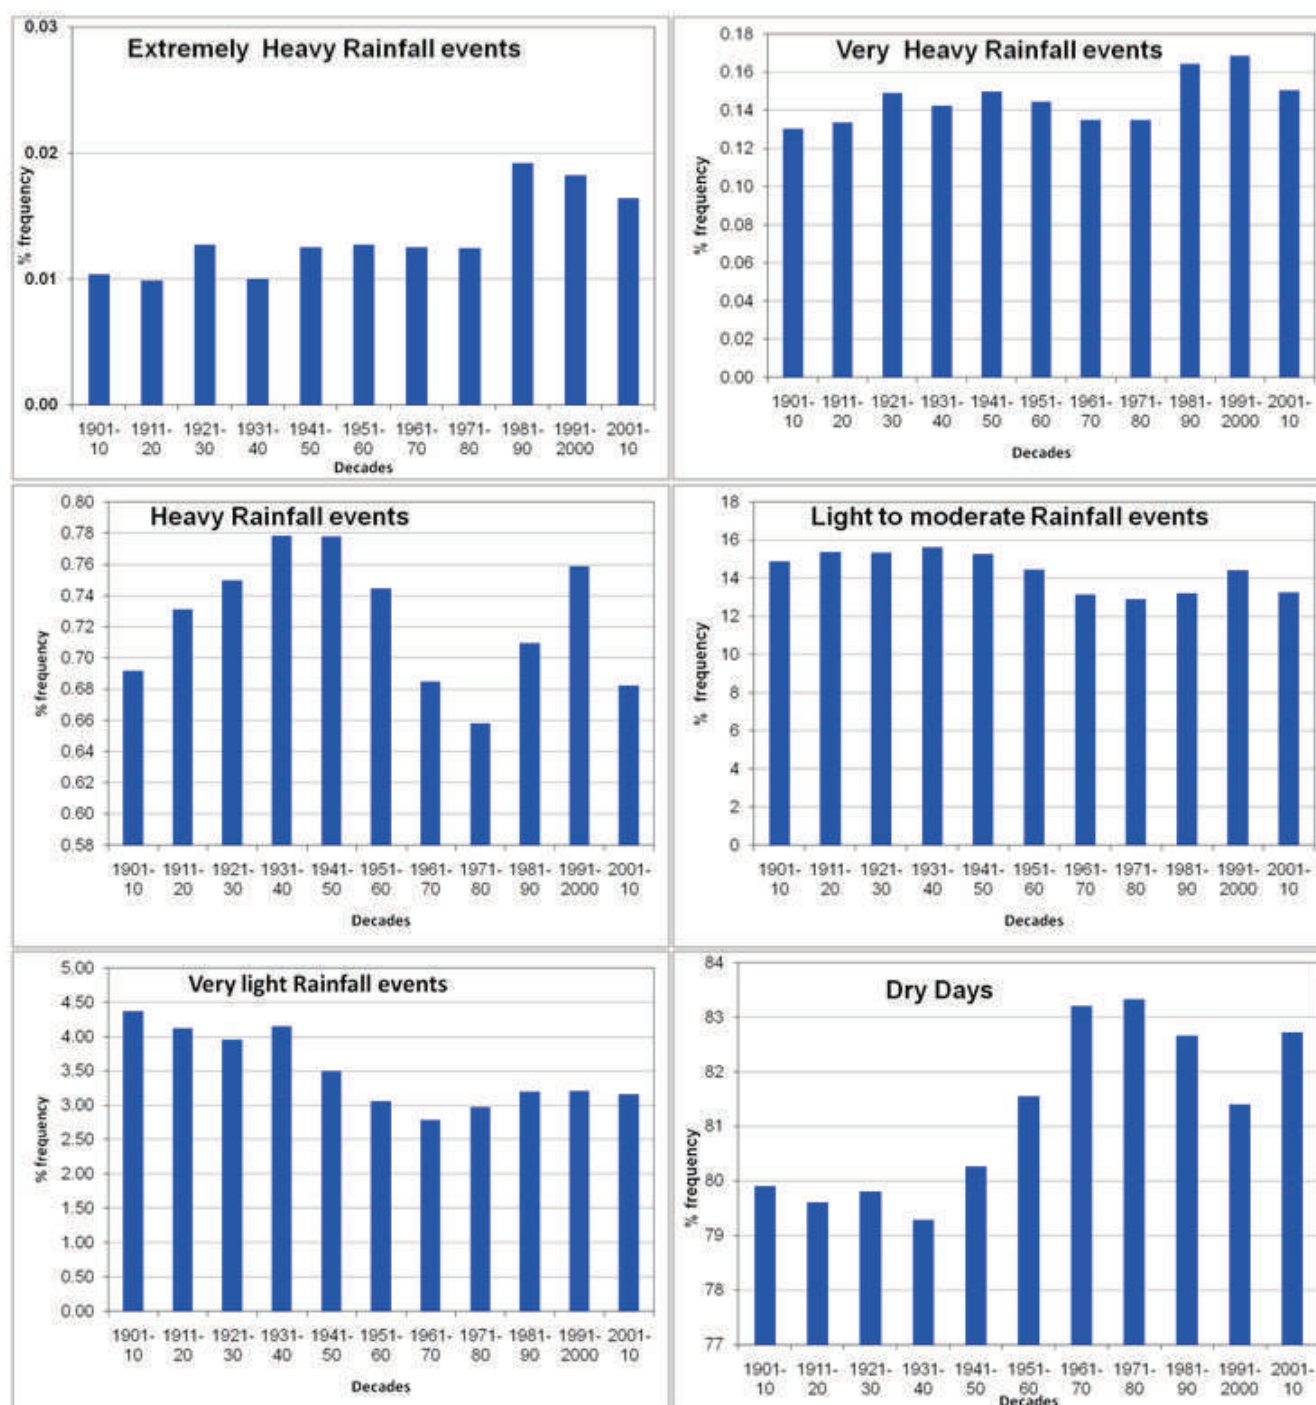 Extremely Heavy Rainfall events
% frequency
0.03
0.02
0.01
0.00
1901-10 1911-20 1921-30 1931-40 1941-50 1951-60 1961-70 1971-80 1981-90 1991-2000 2001-10
Decades
Very Heavy Rainfall events
% frequency
0.18
0.16
0.14
0.12
0.10
0.08
0.06
0.04
0.02
0.00
1901-10 1911-20 1921-30 1931-40 1941-50 1951-60 1961-70 1971-80 1981-90 1991-2000 2001-10
Decades
Heavy Rainfall events
% frequency
0.80
0.78
0.76
0.74
0.72
0.70
0.68
0.66
0.64
0.62
0.60
0.58
1901-10 1911-20 1921-30 1931-40 1941-50 1951-60 1961-70 1971-80 1981-90 1991-2000 2001-10
Decades
Light to moderate Rainfall events
% frequency
18
16
14
12
10
8
6
4
2
0
1901-10 1911-20 1921-30 1931-40 1941-50 1951-60 1961-70 1971-80 1981-90 1991-2000 2001-10
Decades
Very light Rainfall events
% frequency
5.00
4.50
4.00
3.50
3.00
2.50
2.00
1.50
1.00
0.50
0.00
1901-10 1911-20 1921-30 1931-40 1941-50 1951-60 1961-70 1971-80 1981-90 1991-2000 2001-10
Decades
Dry Days
% frequency
84
83
82
81
80
79
78
77
1901-10 1911-20 1921-30 1931-40 1941-50 1951-60 1961-70 1971-80 1981-90 1991-2000 2001-10
Decades